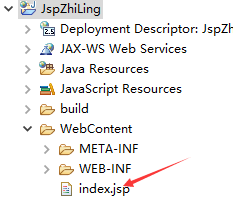 JspZhiLing
Deployment Descriptor: JspZh
JAX-WS Web Services
Java Resources
JavaScript Resources
build
WebContent
META-INF
WEB-INF
index.jsp